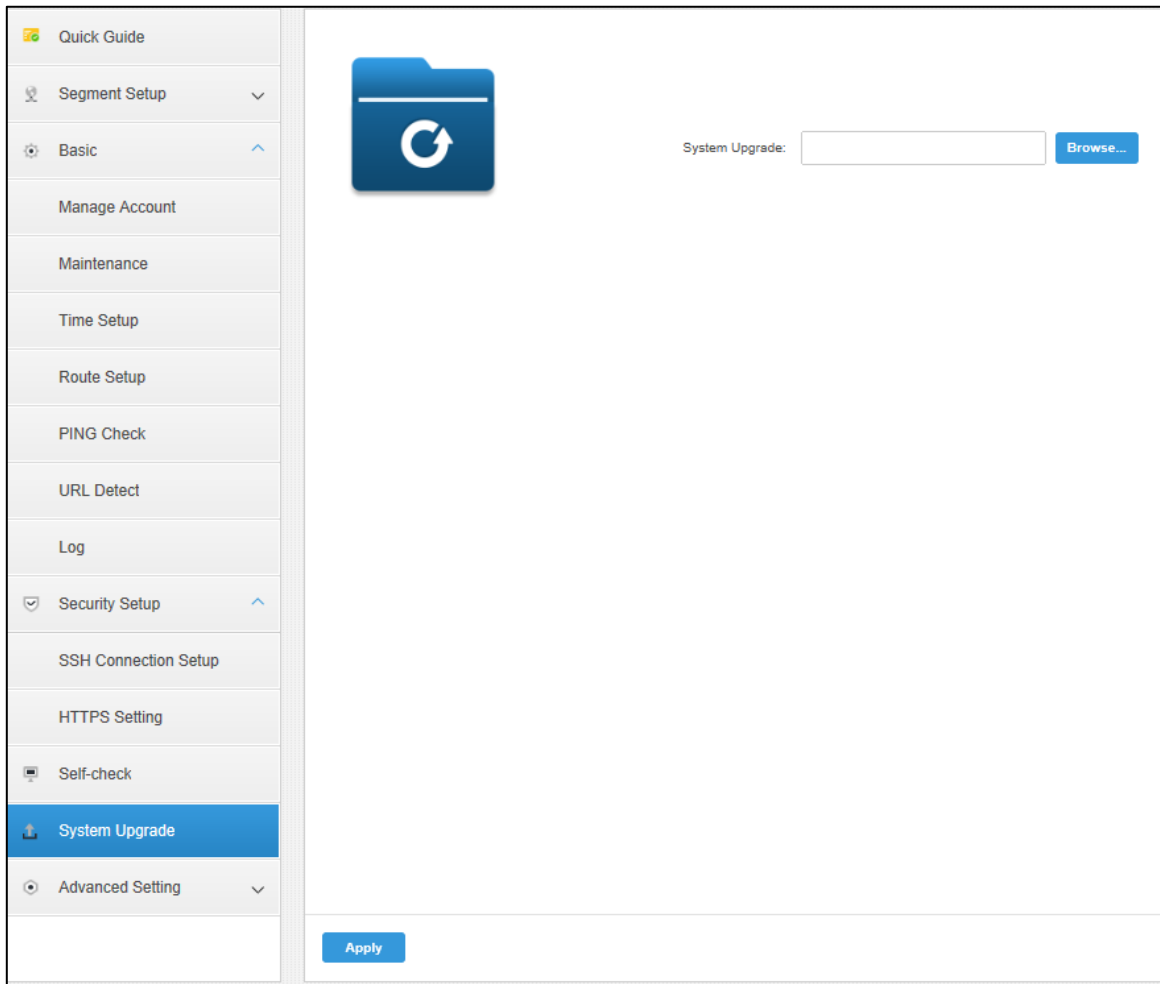 Quick Guide
Segment Setup
Basic
Manage Account
Maintenance
Time Setup
Route Setup
PING Check
URL Detect
Log
Security Setup
SSH Connection Setup
HTTPS Setting
Self-check
System Upgrade
Advanced Setting
System Upgrade:
Browse...
Apply